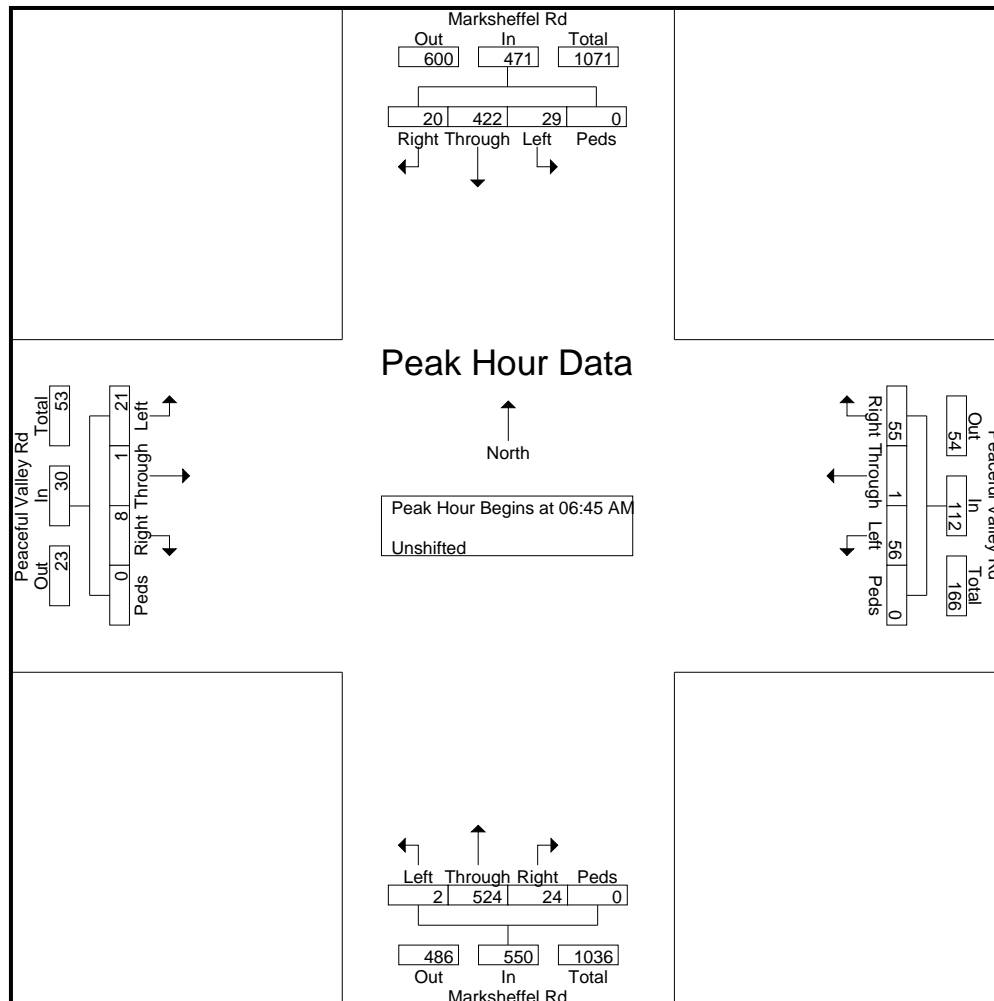 Marksheffel Rd
Out In Total
600 471 1071
20 422 29 0
Right Through Left Peds
Peak Hour Data
North
Peak Hour Begins at 06:45 AM
Unshifted
Peaceful Valley Rd
Total In Out
53 30 23
21 1 8 0
Left Through Right Peds
Right Through Left Peds
55 1 56 0
Out In Total
54 112 166
Peaceful Valley Rd
Left Through Right Peds
2 524 24 0
486 550 1036
Out In Total
Marksheffel Rd